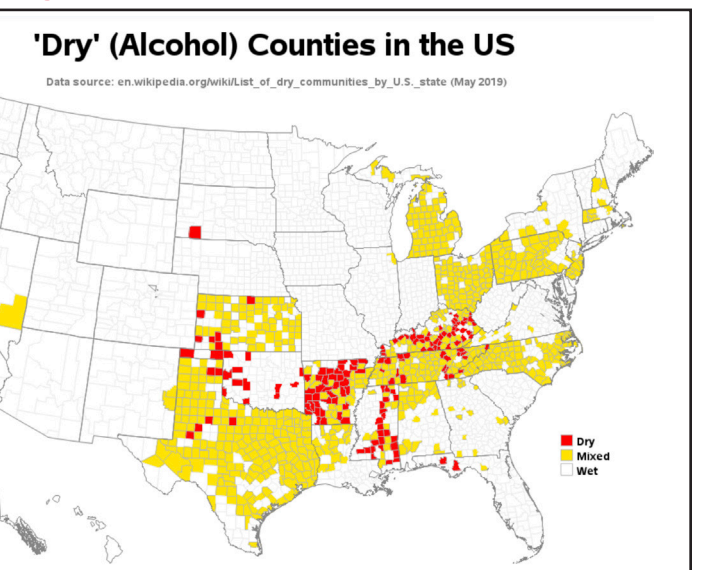 'Dry' (Alcohol) Counties in the US
Data source: en.wikipedia.org/wiki/List_of_dry_communities_by_U.S._state (May 2019)
Dry
Mixed
Wet